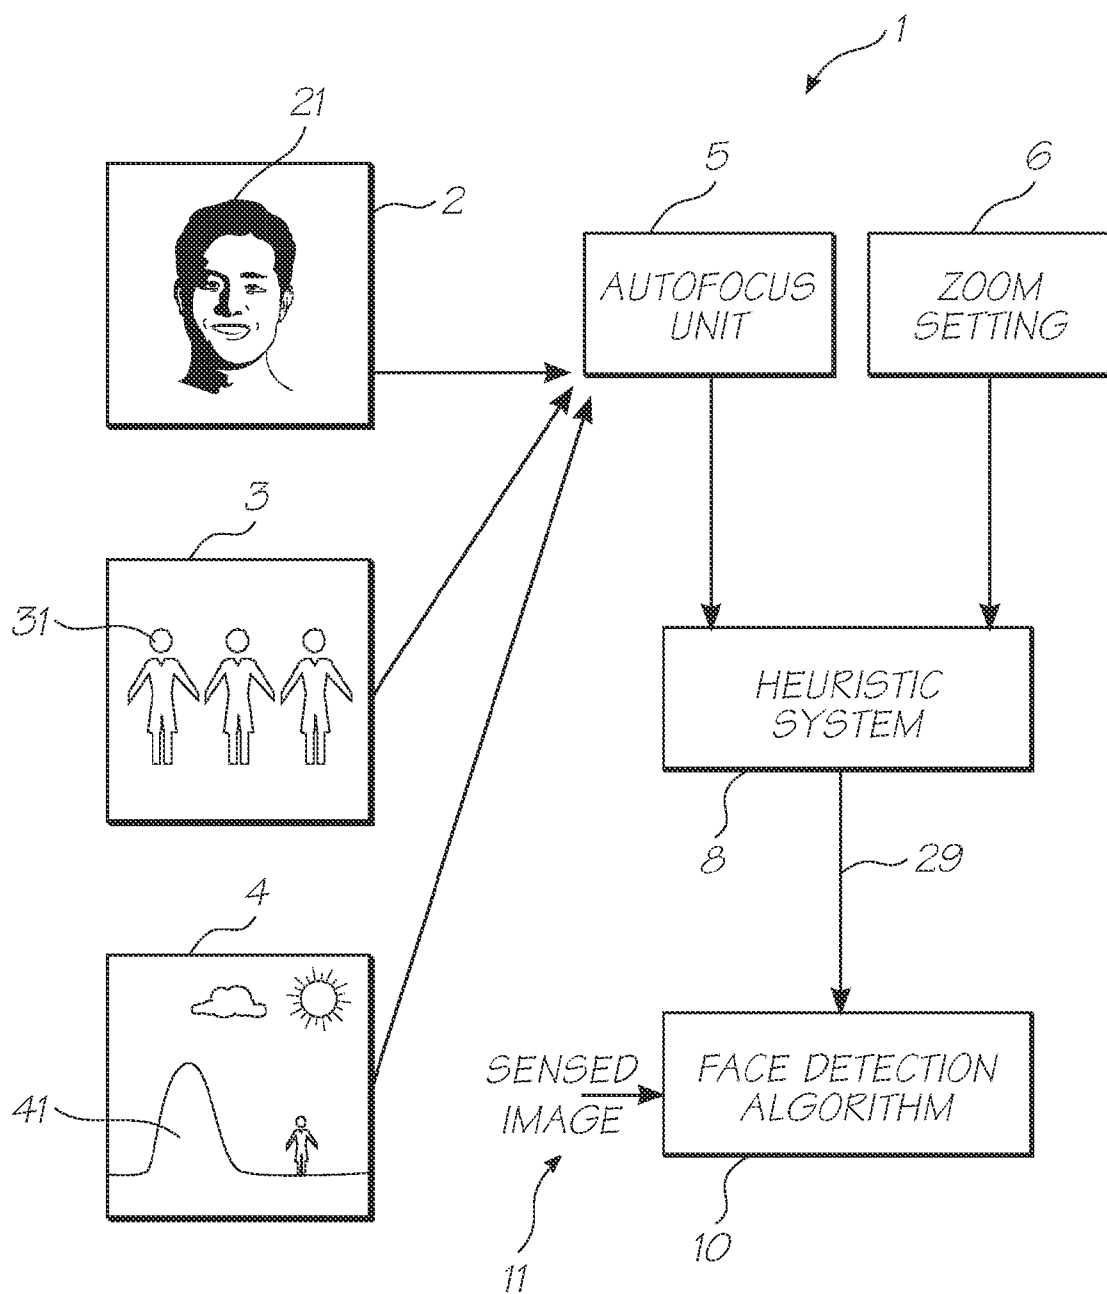 1
21
2
5
6
AUTOFOCUS
UNIT
ZOOM
SETTING
3
31
HEURISTIC
SYSTEM
8
29
4
41
SENSED
IMAGE
FACE DETECTION
ALGORITHM
11
10